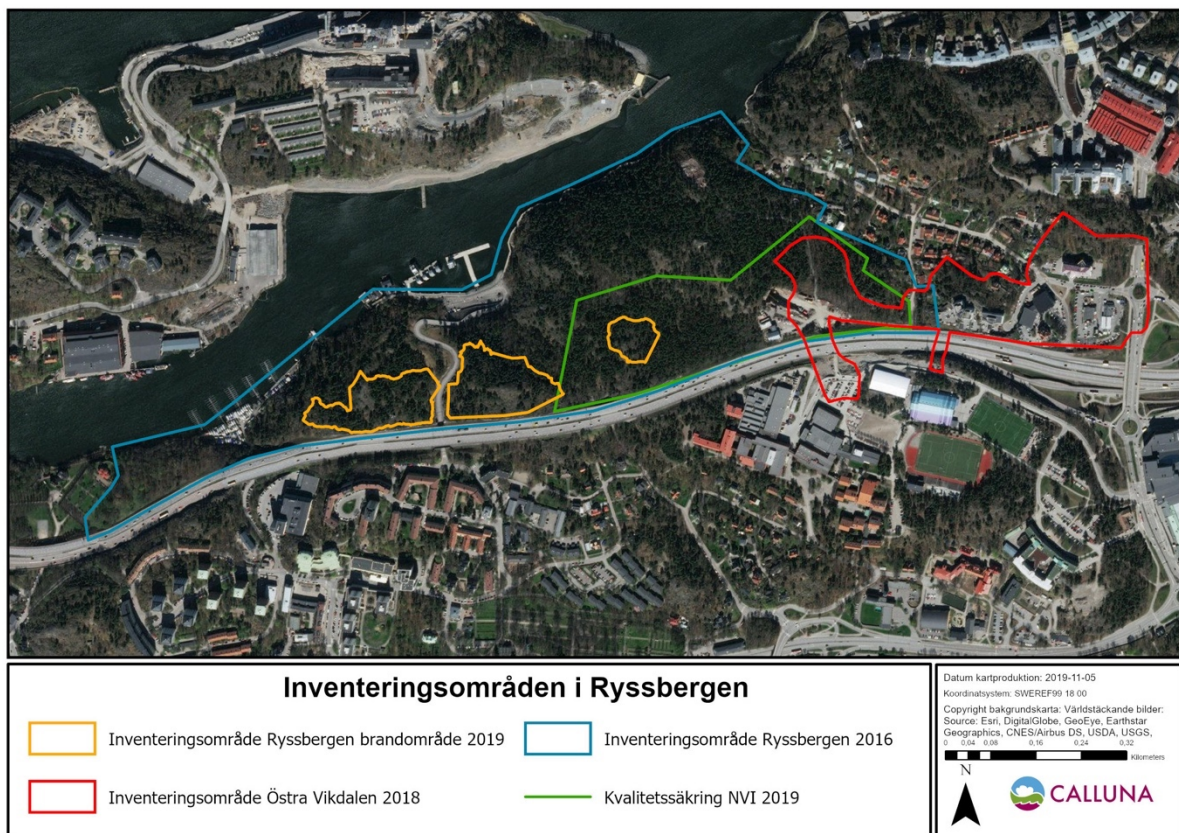 Inventeringsområden i Ryssbergen
Inventeringsområde Ryssbergen brandområde 2019
Inventeringsområde Ryssbergen 2016
Inventeringsområde Östra Vikdalen 2018
Kvalitetssäkring NVI 2019
Datum kartproduktion: 2019-11-05
Koordinatsystem: SWEREF99 18 00
Copyright bakgrundskarta: Världstäckande bilder:
Source: Esri, DigitalGlobe, GeoEye, Earthstar
Geographics, CNES/Airbus DS, USDA, USGS,
0 0,04 0,08 0,16 0,24 0,32
Kilometers
N
CALLUNA